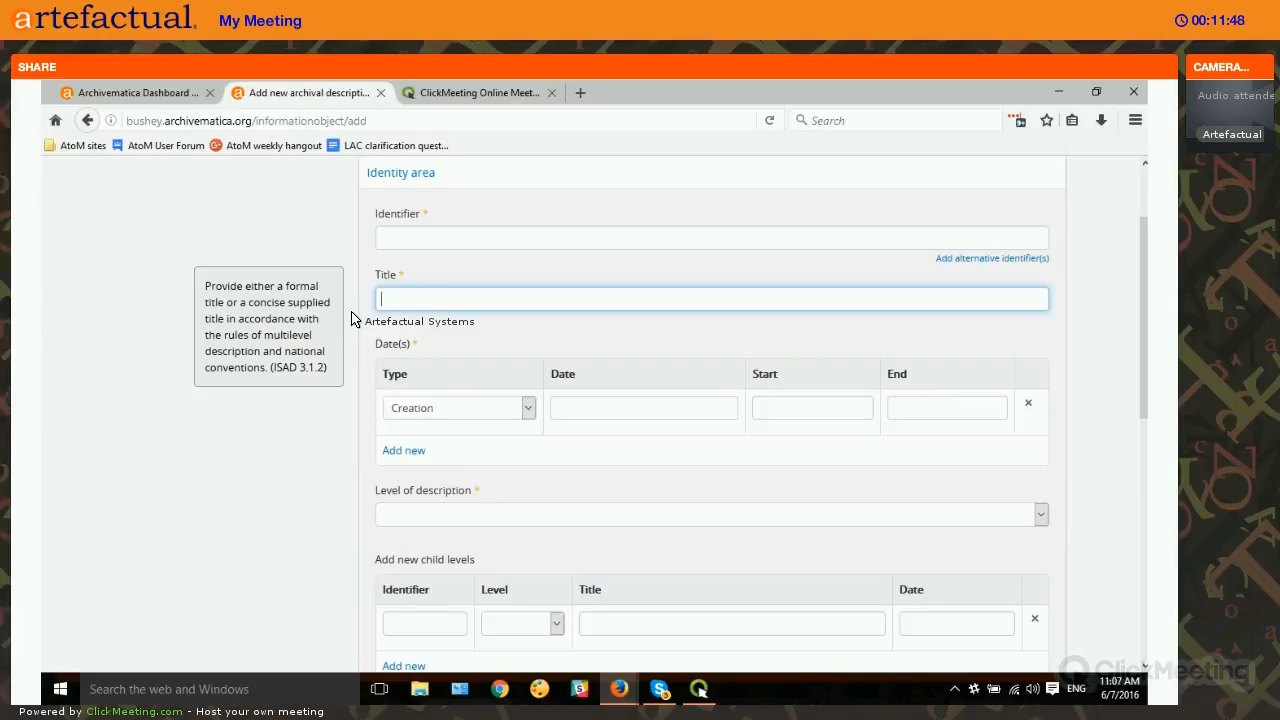 artefactual.
My Meeting
00:11:48
SHARE
CAMERA...
Archivematica Dashboard ...
Add new archival descripti...
ClickMeeting Online Meet...
Audio attende
bushey.archivematica.org/informationobject/add
Search
Artefactual
AtoM sites
AtoM User Forum
AtoM weekly hangout
LAC clarification quest...
Identity area
Identifier *
Add alternative identifier(s)
Title *
Provide either a formal
title or a concise supplied
title in accordance with
the rules of multilevel
description and national
conventions. (ISAD 3.1.2)
Artefactual Systems
Date(s) *
Type
Date
Start
End
Creation
Add new
Level of description *
Add new child levels
Identifier
Level
Title
Date
Add new
ClickMeeting
Search the web and Windows
ENG
11:07 AM
6/7/2016
Powered by ClickMeeting.com - Host your own meeting